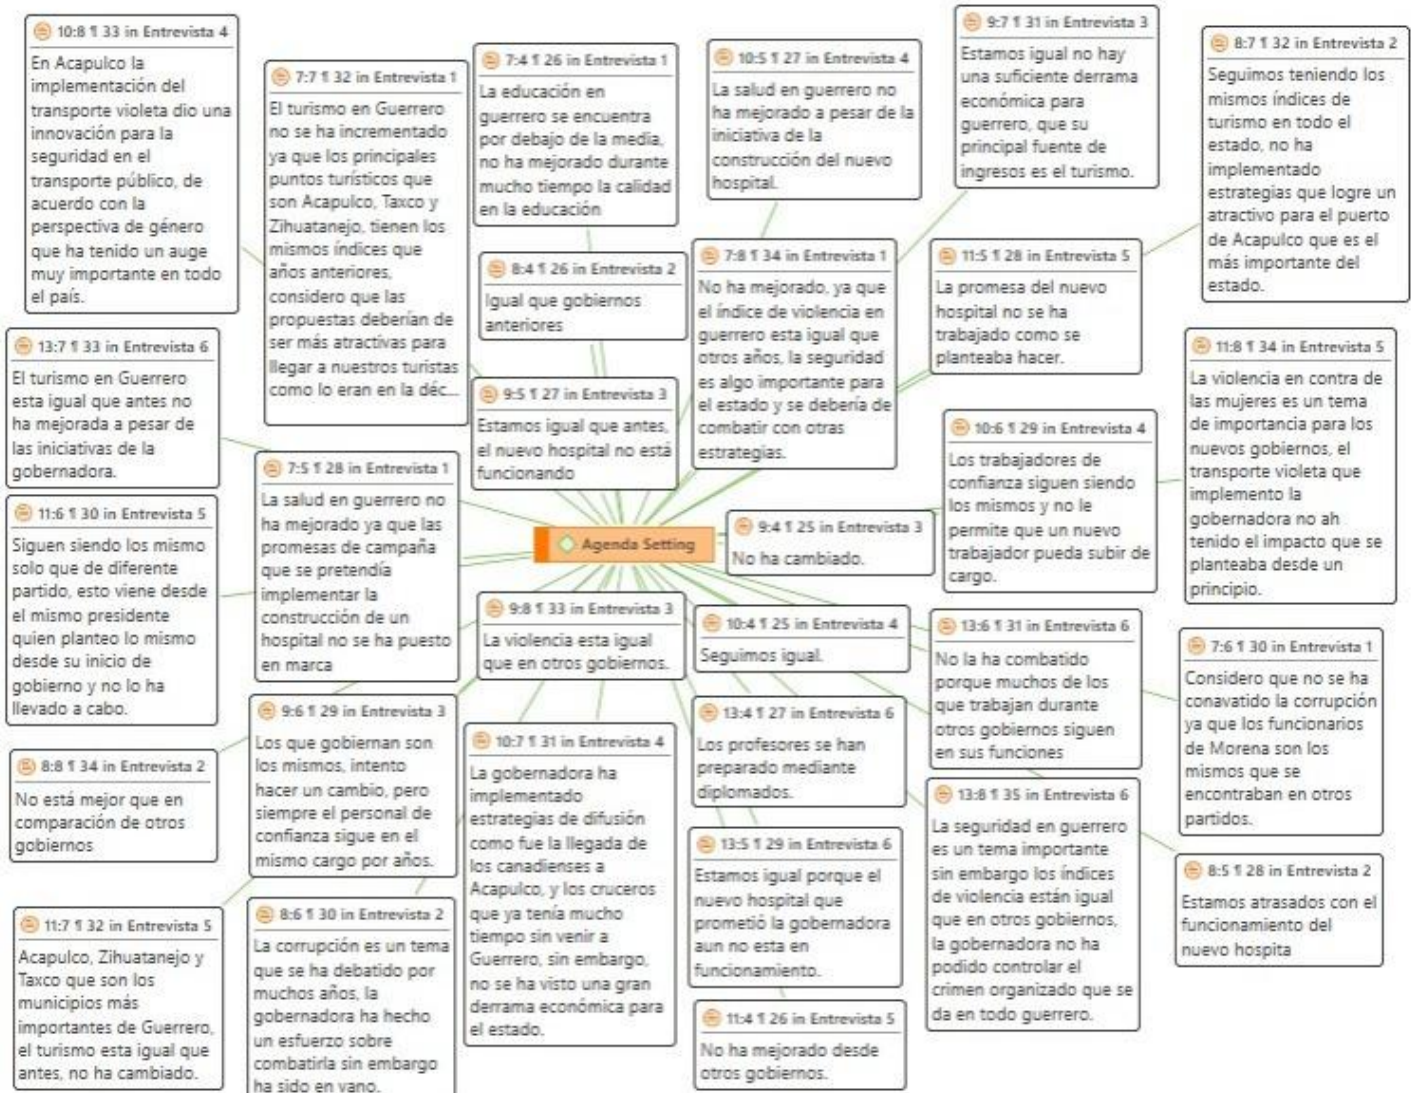 10:8 ¶ 33 in Entrevista 4
En Acapulco la
implementación del
transporte violeta dio una
innovación para la
seguridad en el
transporte público, de
acuerdo con la
perspectiva de género
que ha tenido un auge
muy importante en todo
el país.
7:7 ¶ 32 in Entrevista 1
El turismo en Guerrero
no se ha incrementado
ya que los principales
puntos turísticos que
son Acapulco, Taxco y
Zihuatanejo, tienen los
mismos índices que
años anteriores,
considero que las
propuestas deberían de
ser más atractivas para
llegar a nuestros turistas
como lo eran en la déc...
7:4 ¶ 26 in Entrevista 1
La educación en
guerrero se encuentra
por debajo de la media,
no ha mejorado durante
mucho tiempo la calidad
en la educación
10:5 ¶ 27 in Entrevista 4
La salud en guerrero no
ha mejorado a pesar de la
iniciativa de la
construcción del nuevo
hospital.
9:7 ¶ 31 in Entrevista 3
Estamos igual no hay
una suficiente derrama
económica para
guerrero, que su
principal fuente de
ingresos es el turismo.
8:7 ¶ 32 in Entrevista 2
Seguimos teniendo los
mismos índices de
turismo en todo el
estado, no ha
implementado
estrategias que logre un
atractivo para el puerto
de Acapulco que es el
más importante del
estado.
8:4 ¶ 26 in Entrevista 2
Igual que gobiernos
anteriores
7:8 ¶ 34 in Entrevista 1
No ha mejorado, ya que
el índice de violencia en
guerrero esta igual que
otros años, la seguridad
es algo importante para
el estado y se debería de
combatir con otras
estrategias.
11:5 ¶ 28 in Entrevista 5
La promesa del nuevo
hospital no se ha
trabajado como se
planteaba hacer.
13:7 ¶ 33 in Entrevista 6
El turismo en Guerrero
esta igual que antes no
ha mejorada a pesar de
las iniciativas de la
gobernadora.
9:5 ¶ 27 in Entrevista 3
Estamos igual que antes,
el nuevo hospital no está
funcionando
11:8 ¶ 34 in Entrevista 5
La violencia en contra de
las mujeres es un tema
de importancia para los
nuevos gobiernos, el
transporte violeta que
implemento la
gobernadora no ah
tenido el impacto que se
planteaba desde un
principio.
10:6 ¶ 29 in Entrevista 4
Los trabajadores de
confianza siguen siendo
los mismos y no le
permite que un nuevo
trabajador pueda subir de
cargo.
7:5 ¶ 28 in Entrevista 1
La salud en guerrero no
ha mejorado ya que las
promesas de campaña
que se pretendía
implementar la
construcción de un
hospital no se ha puesto
en marca
11:6 ¶ 30 in Entrevista 5
Siguen siendo los mismo
solo que de diferente
partido, esto viene desde
el mismo presidente
quien planteo lo mismo
desde su inicio de
gobierno y no lo ha
llevado a cabo.
Agenda Setting
9:4 ¶ 25 in Entrevista 3
No ha cambiado.
9:8 ¶ 33 in Entrevista 3
La violencia esta igual
que en otros gobiernos.
10:4 ¶ 25 in Entrevista 4
Seguimos igual.
13:6 ¶ 31 in Entrevista 6
No la ha combatido
porque muchos de los
que trabajan durante
otros gobiernos siguen
en sus funciones
7:6 ¶ 30 in Entrevista 1
Considero que no se ha
conavatido la corrupción
ya que los funcionarios
de Morena son los
mismos que se
encontraban en otros
partidos.
9:6 ¶ 29 in Entrevista 3
Los que gobiernan son
los mismos, intento
hacer un cambio, pero
siempre el personal de
confianza sigue en el
mismo cargo por años.
8:8 ¶ 34 in Entrevista 2
No está mejor que en
comparación de otros
gobiernos
10:7 ¶ 31 in Entrevista 4
La gobernadora ha
implementado
estrategias de difusión
como fue la llegada de
los canadienses a
Acapulco, y los cruceros
que ya tenía mucho
tiempo sin venir a
Guerrero, sin embargo,
no se ha visto una gran
derrama económica para
el estado.
13:4 ¶ 27 in Entrevista 6
Los profesores se han
preparado mediante
diplomados.
13:8 ¶ 35 in Entrevista 6
La seguridad en guerrero
es un tema importante
sin embargo los índices
de violencia están igual
que en otros gobiernos,
la gobernadora no ha
podido controlar el
crimen organizado que se
da en todo guerrero.
13:5 ¶ 29 in Entrevista 6
Estamos igual porque el
nuevo hospital que
prometió la gobernadora
aun no esta en
funcionamiento.
8:5 ¶ 28 in Entrevista 2
Estamos atrasados con el
funcionamiento del
nuevo hospita
11:7 ¶ 32 in Entrevista 5
Acapulco, Zihuatanejo y
Taxco que son los
municipios más
importantes de Guerrero,
el turismo esta igual que
antes, no ha cambiado.
8:6 ¶ 30 in Entrevista 2
La corrupción es un tema
que se ha debatido por
muchos años, la
gobernadora ha hecho
un esfuerzo sobre
combatirla sin embargo
ha sido en vano.
11:4 ¶ 26 in Entrevista 5
No ha mejorado desde
otros gobiernos.